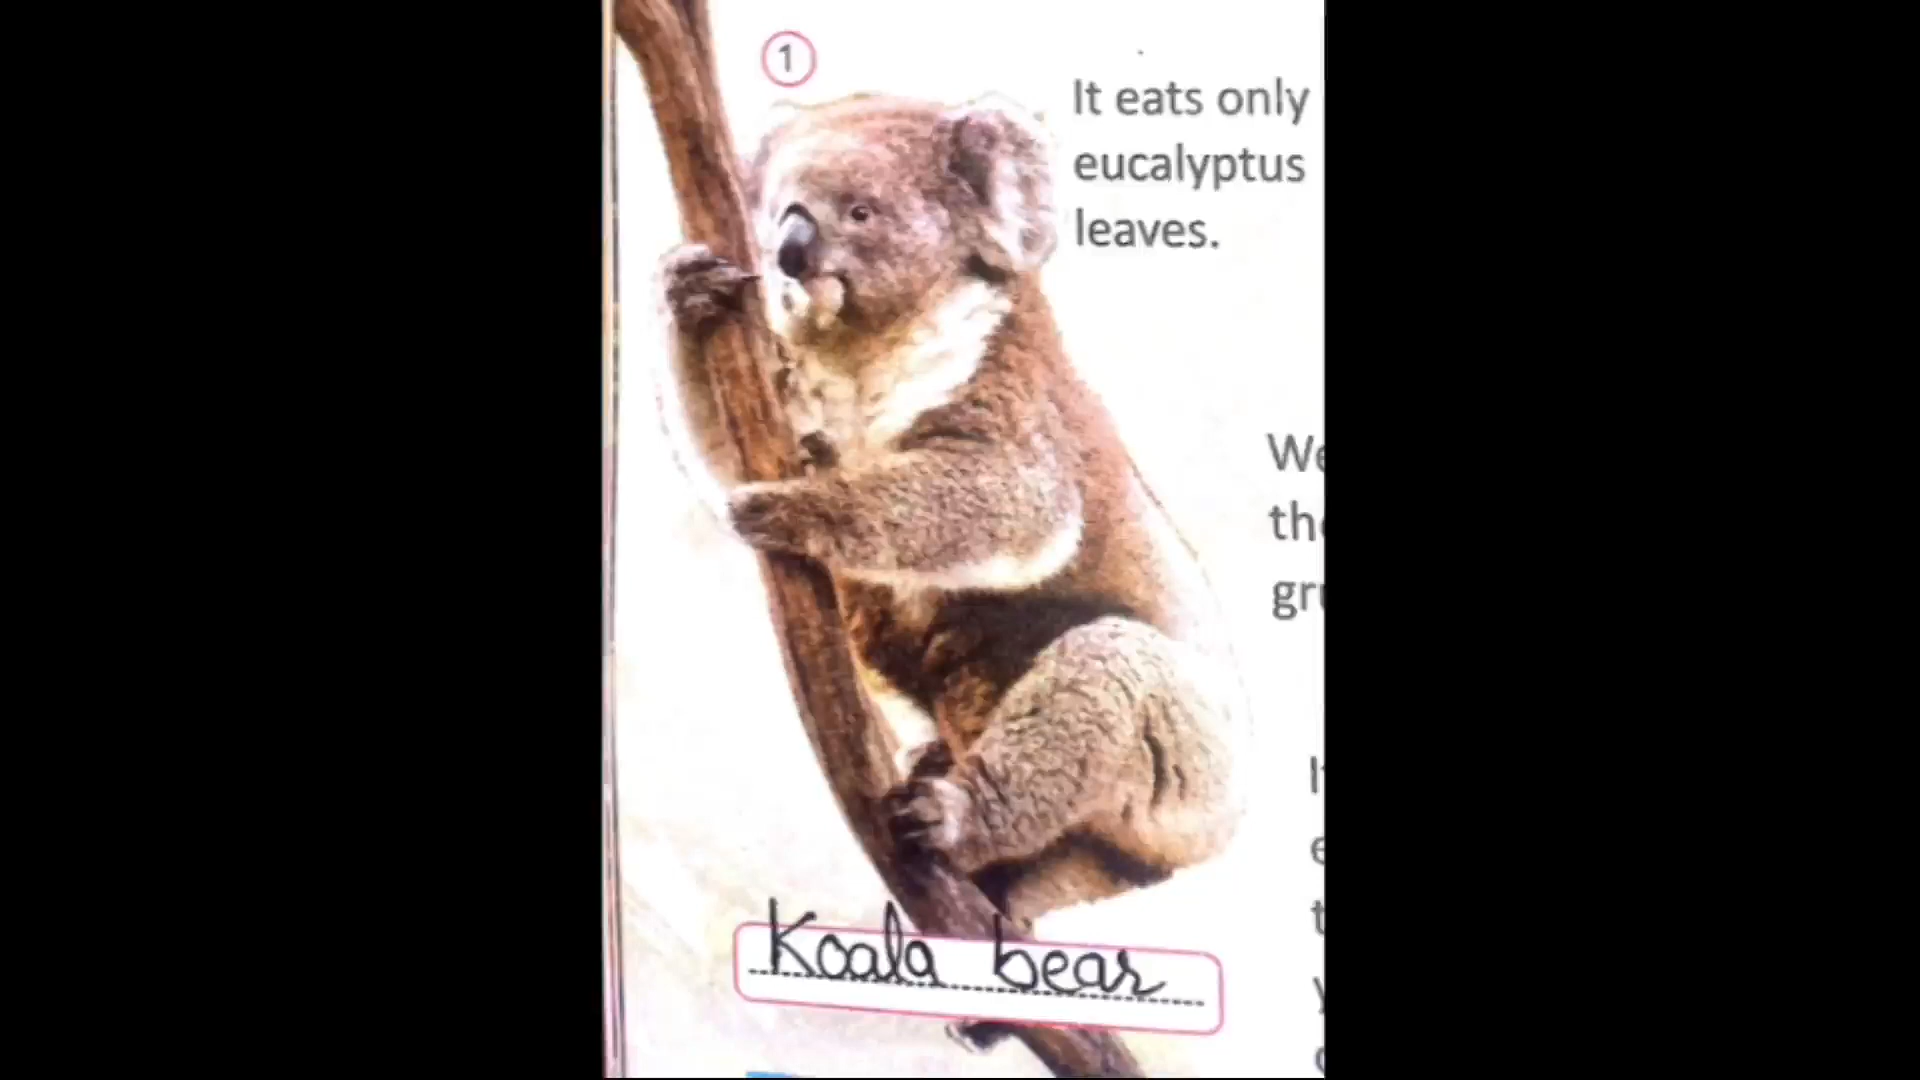 1
It eats only
eucalyptus
leaves.
Koala bear